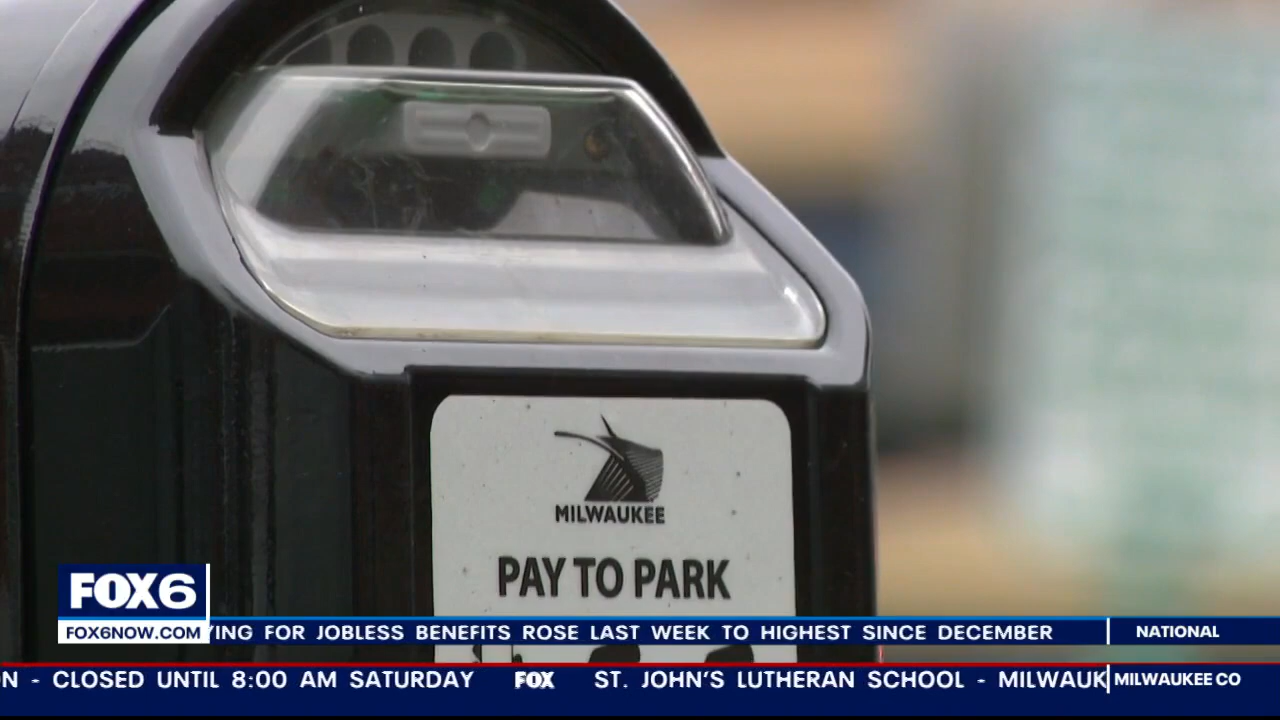 MILWAUKEE
PAY TO PARK
FOX6
FOX6NOW.COM
YING FOR JOBLESS BENEFITS ROSE LAST WEEK TO HIGHEST SINCE DECEMBER
NATIONAL
N - CLOSED UNTIL 8:00 AM SATURDAY FOX ST. JOHN'S LUTHERAN SCHOOL - MILWAUK
MILWAUKEE CO